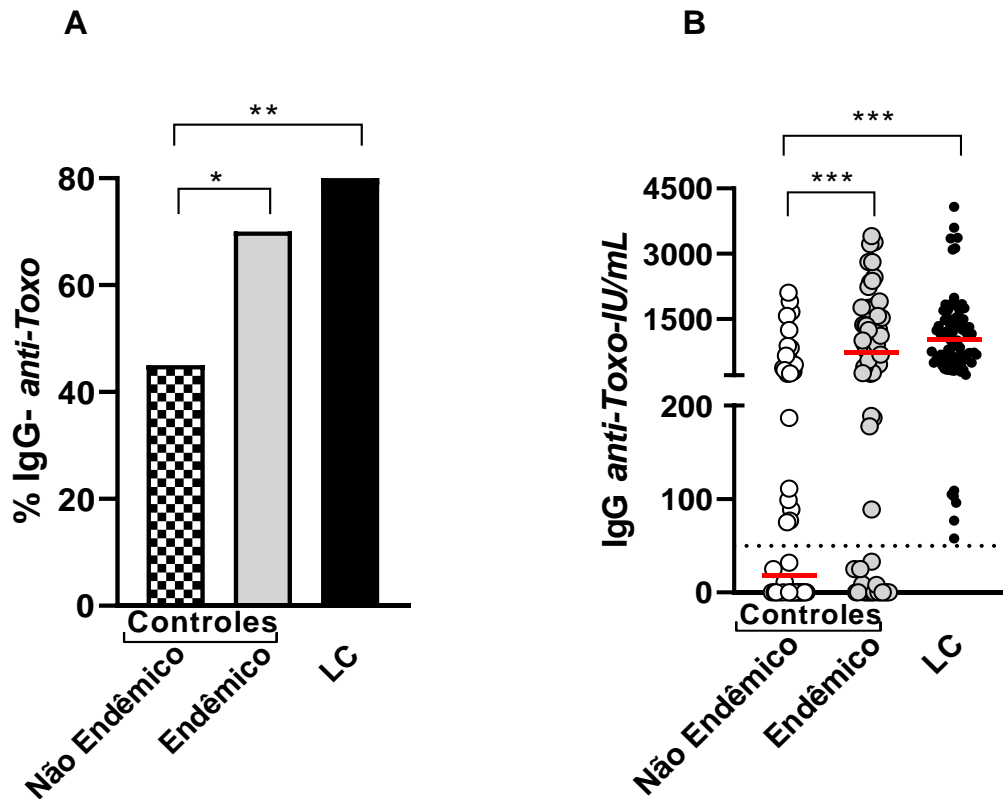 A
**
*
80
60
40
20
0
% IgG- anti-Toxo
Controles
Não Endêmico
Endêmico
LC
B
***
***
4500
3000
1500
200
100
0
IgG anti-Toxo-IU/mL
Controles
Não Endêmico
Endêmico
LC